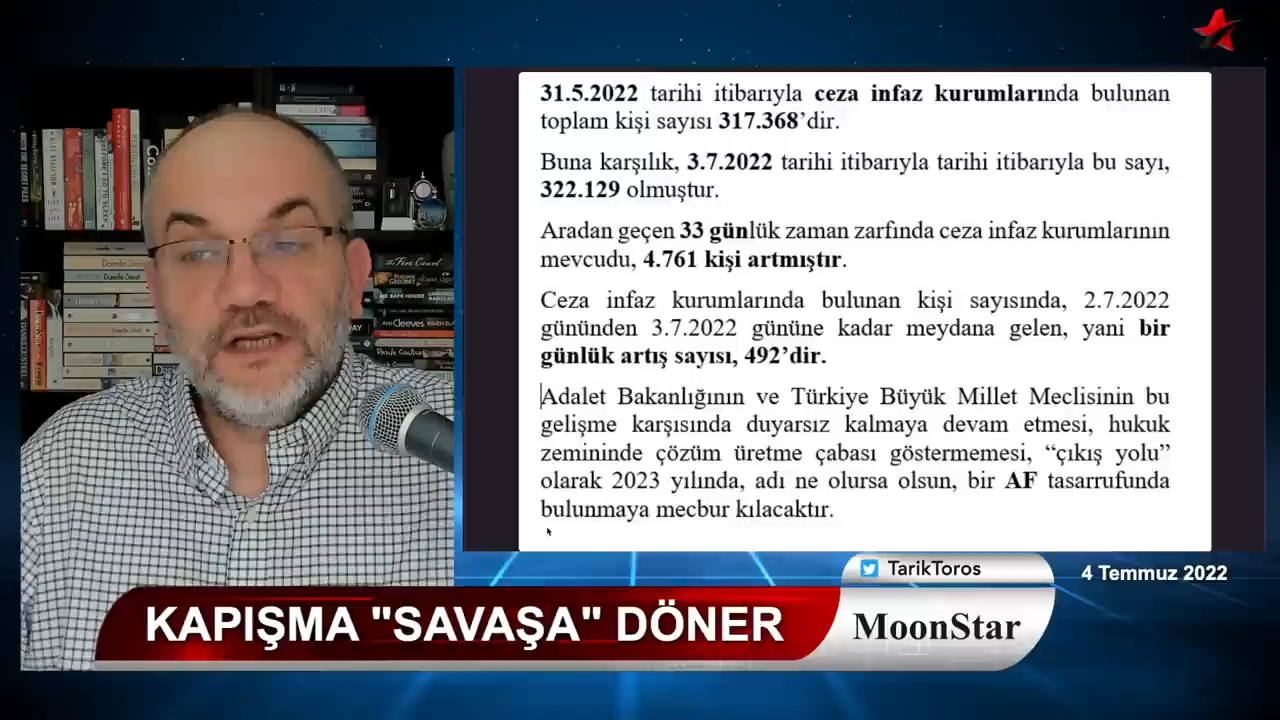 31.5.2022 tarihi itibarıyla ceza infaz kurumlarında bulunan
toplam kişi sayısı 317.368’dir.
Buna karşılık, 3.7.2022 tarihi itibarıyla tarihi itibarıyla bu sayı,
322.129 olmuştur.
Aradan geçen 33 günlük zaman zarfında ceza infaz kurumlarının
mevcudu, 4.761 kişi artmıştır.
Ceza infaz kurumlarında bulunan kişi sayısında, 2.7.2022
gününden 3.7.2022 gününe kadar meydana gelen, yani bir
günlük artış sayısı, 492’dir.
Adalet Bakanlığının ve Türkiye Büyük Millet Meclisinin bu
gelişme karşısında duyarsız kalmaya devam etmesi, hukuk
zemininde çözüm üretme çabası göstermemesi, “çıkış yolu”
olarak 2023 yılında, adı ne olursa olsun, bir AF tasarrufunda
bulunmaya mecbur kılacaktır.
TarikToros
4 Temmuz 2022
KAPIŞMA "SAVAŞA" DÖNER
MoonStar
Danielle Steel
Ann Cleeves